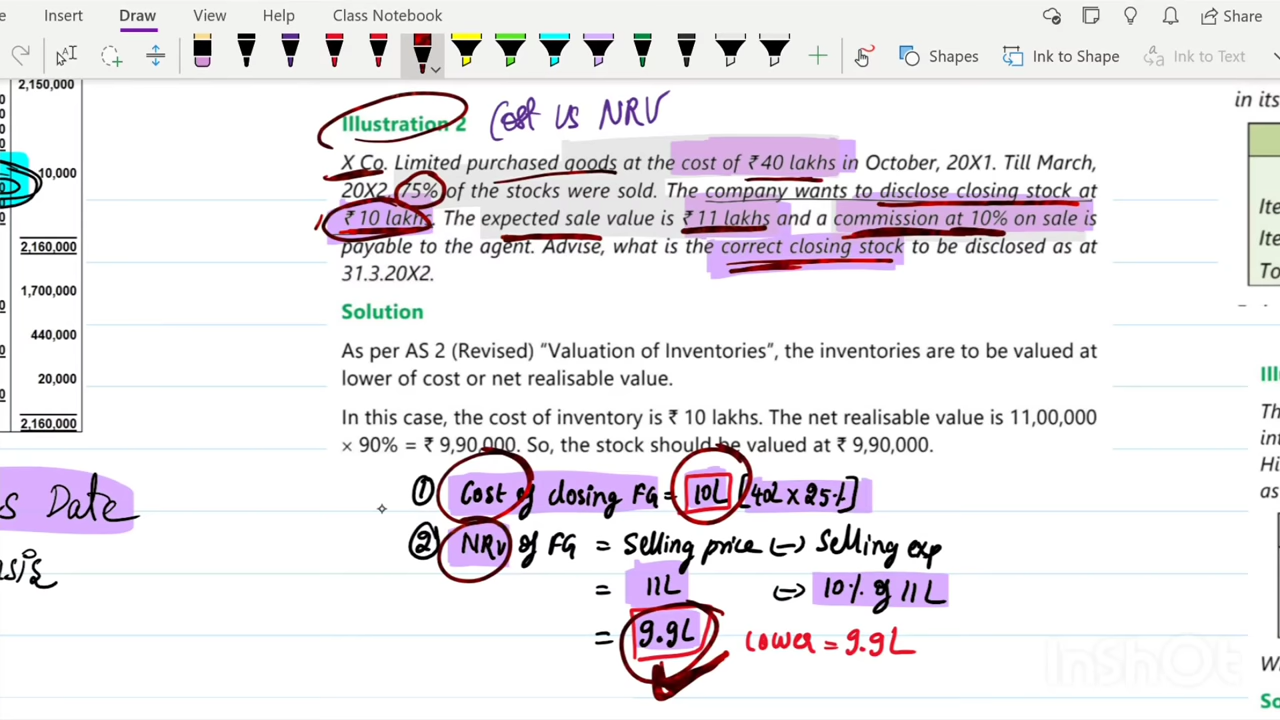 Insert Draw View Help Class Notebook Share
Shapes Ink to Shape Ink to Text
2,150,000
10,000
2,160,000
1,700,000
440,000
20,000
2,160,000
s Date
Illustration 2 Cost vs NRV
X Co. Limited purchased goods at the cost of ₹ 40 lakhs in October, 20X1. Till March,
20X2, 75% of the stocks were sold. The company wants to disclose closing stock at
₹ 10 lakhs. The expected sale value is ₹ 11 lakhs and a commission at 10% on sale is
payable to the agent. Advise, what is the correct closing stock to be disclosed as at
31.3.20X2.
Solution
As per AS 2 (Revised) “Valuation of Inventories”, the inventories are to be valued at
lower of cost or net realisable value.
In this case, the cost of inventory is ₹ 10 lakhs. The net realisable value is 11,00,000
× 90% = ₹ 9,90,000. So, the stock should be valued at ₹ 9,90,000.
① Cost of closing FG = 10L [40L x 25%]
② NRV of FG = Selling price (-) Selling exp
= 11L (-) 10% of 11L
= 9.9L Lower = 9.9L
in its
Ite
Ite
To
Ill
Th
int
Hi
as
W
So
InShOt